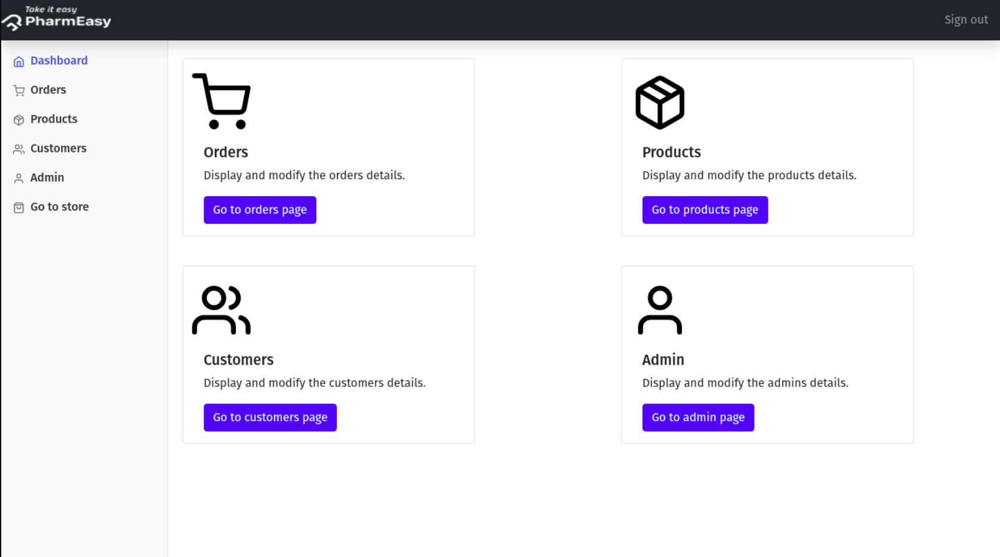 Take it easy
PharmEasy
Sign out
Dashboard
Orders
Products
Customers
Admin
Go to store
Orders
Display and modify the orders details.
Go to orders page
Products
Display and modify the products details.
Go to products page
Customers
Display and modify the customers details.
Go to customers page
Admin
Display and modify the admins details.
Go to admin page